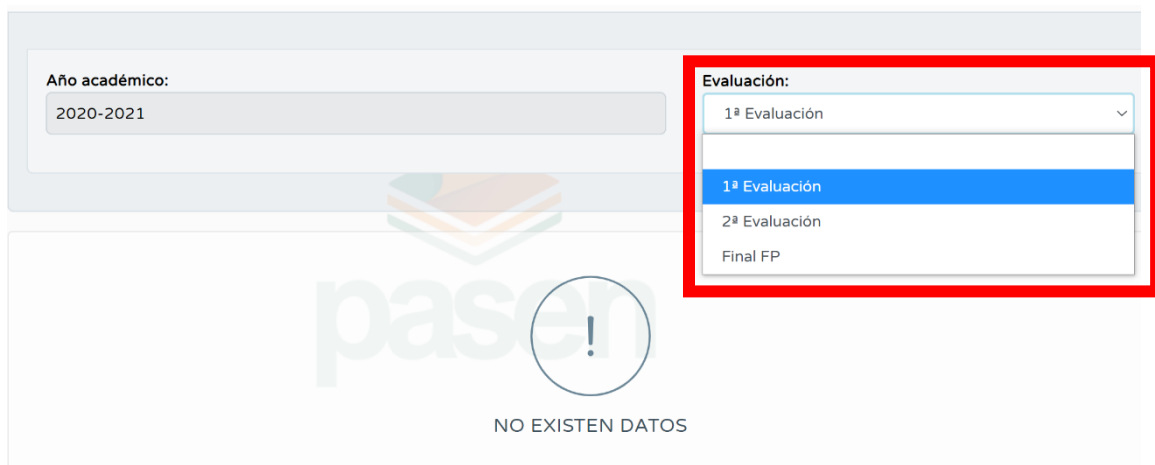 Año académico:
2020-2021
Evaluación:
1ª Evaluación
1ª Evaluación
2ª Evaluación
Final FP
pasen
!
NO EXISTEN DATOS